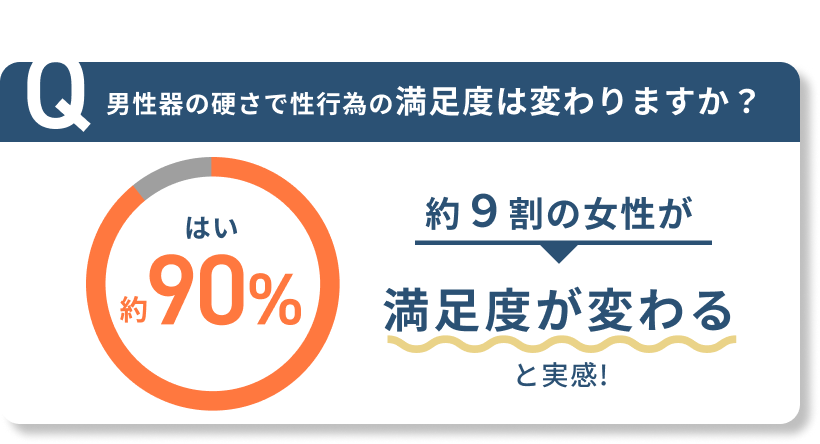 Q 男性器の硬さで性行為の満足度は変わりますか？
はい
約90%
約９割の女性が
満足度が変わる
と実感!